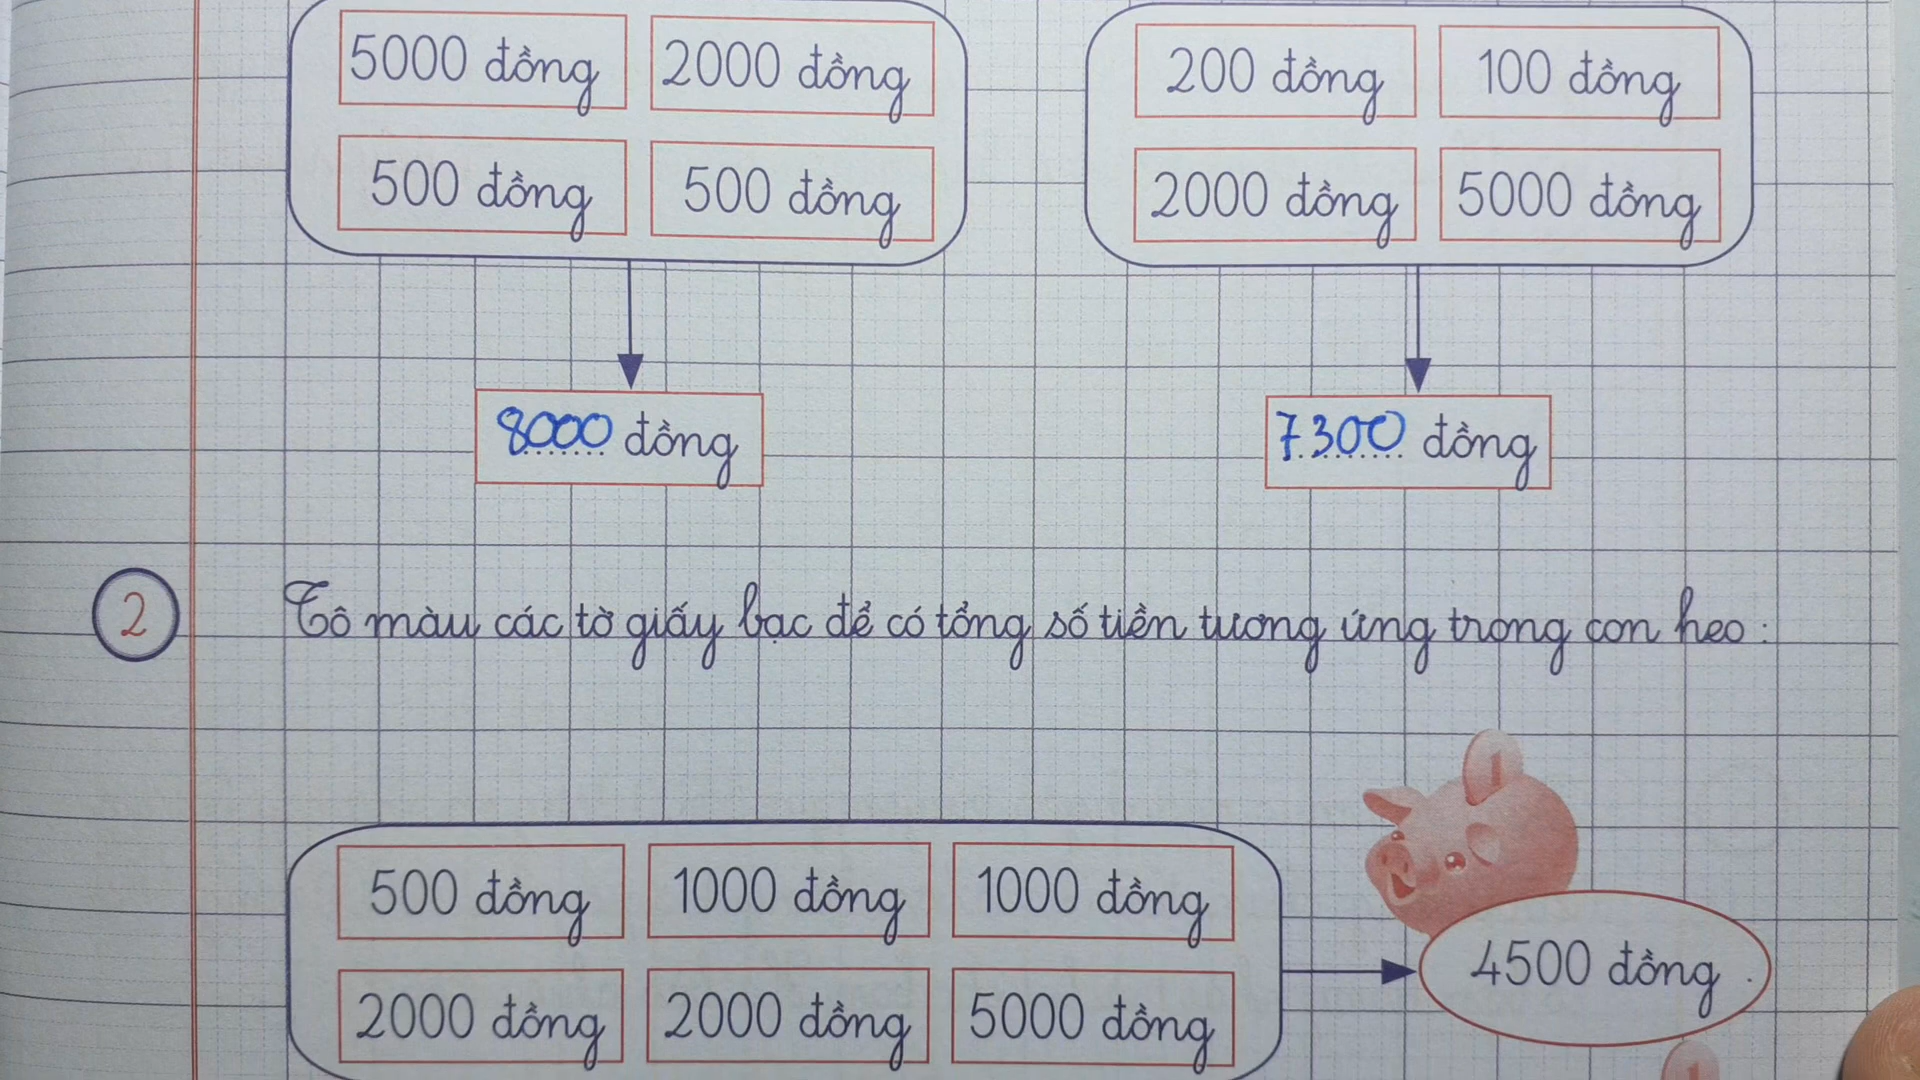 5000 đồng 2000 đồng 200 đồng 100 đồng
500 đồng 500 đồng 2000 đồng 5000 đồng
8000 đồng 7300 đồng
2 Tô màu các tờ giấy bạc để có tổng số tiền tương ứng trong con heo :
500 đồng 1000 đồng 1000 đồng
4500 đồng
2000 đồng 2000 đồng 5000 đồng